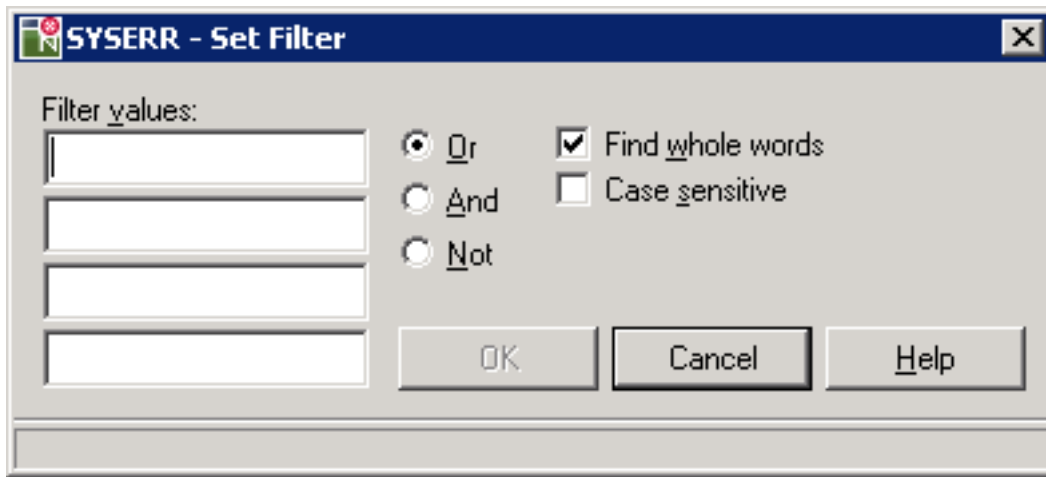 SYSERR - Set Filter
Filter values:
Or
And
Not
Find whole words
Case sensitive
OK
Cancel
Help